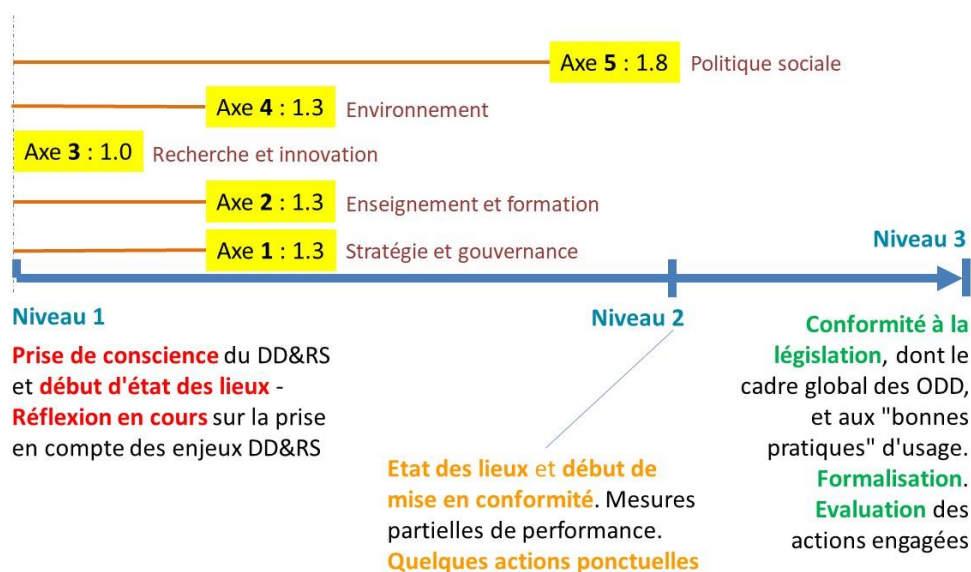 Axe 5 : 1.8 Politique sociale
Axe 4 : 1.3 Environnement
Axe 3 : 1.0 Recherche et innovation
Axe 2 : 1.3 Enseignement et formation
Axe 1 : 1.3 Stratégie et gouvernance
Niveau 3
Niveau 1
Prise de conscience du DD&RS
et début d'état des lieux -
Réflexion en cours sur la prise
en compte des enjeux DD&RS
Niveau 2
Etat des lieux et début de
mise en conformité. Mesures
partielles de performance.
Quelques actions ponctuelles
Conformité à la
législation, dont le
cadre global des ODD,
et aux "bonnes
pratiques" d'usage.
Formalisation.
Evaluation des
actions engagées